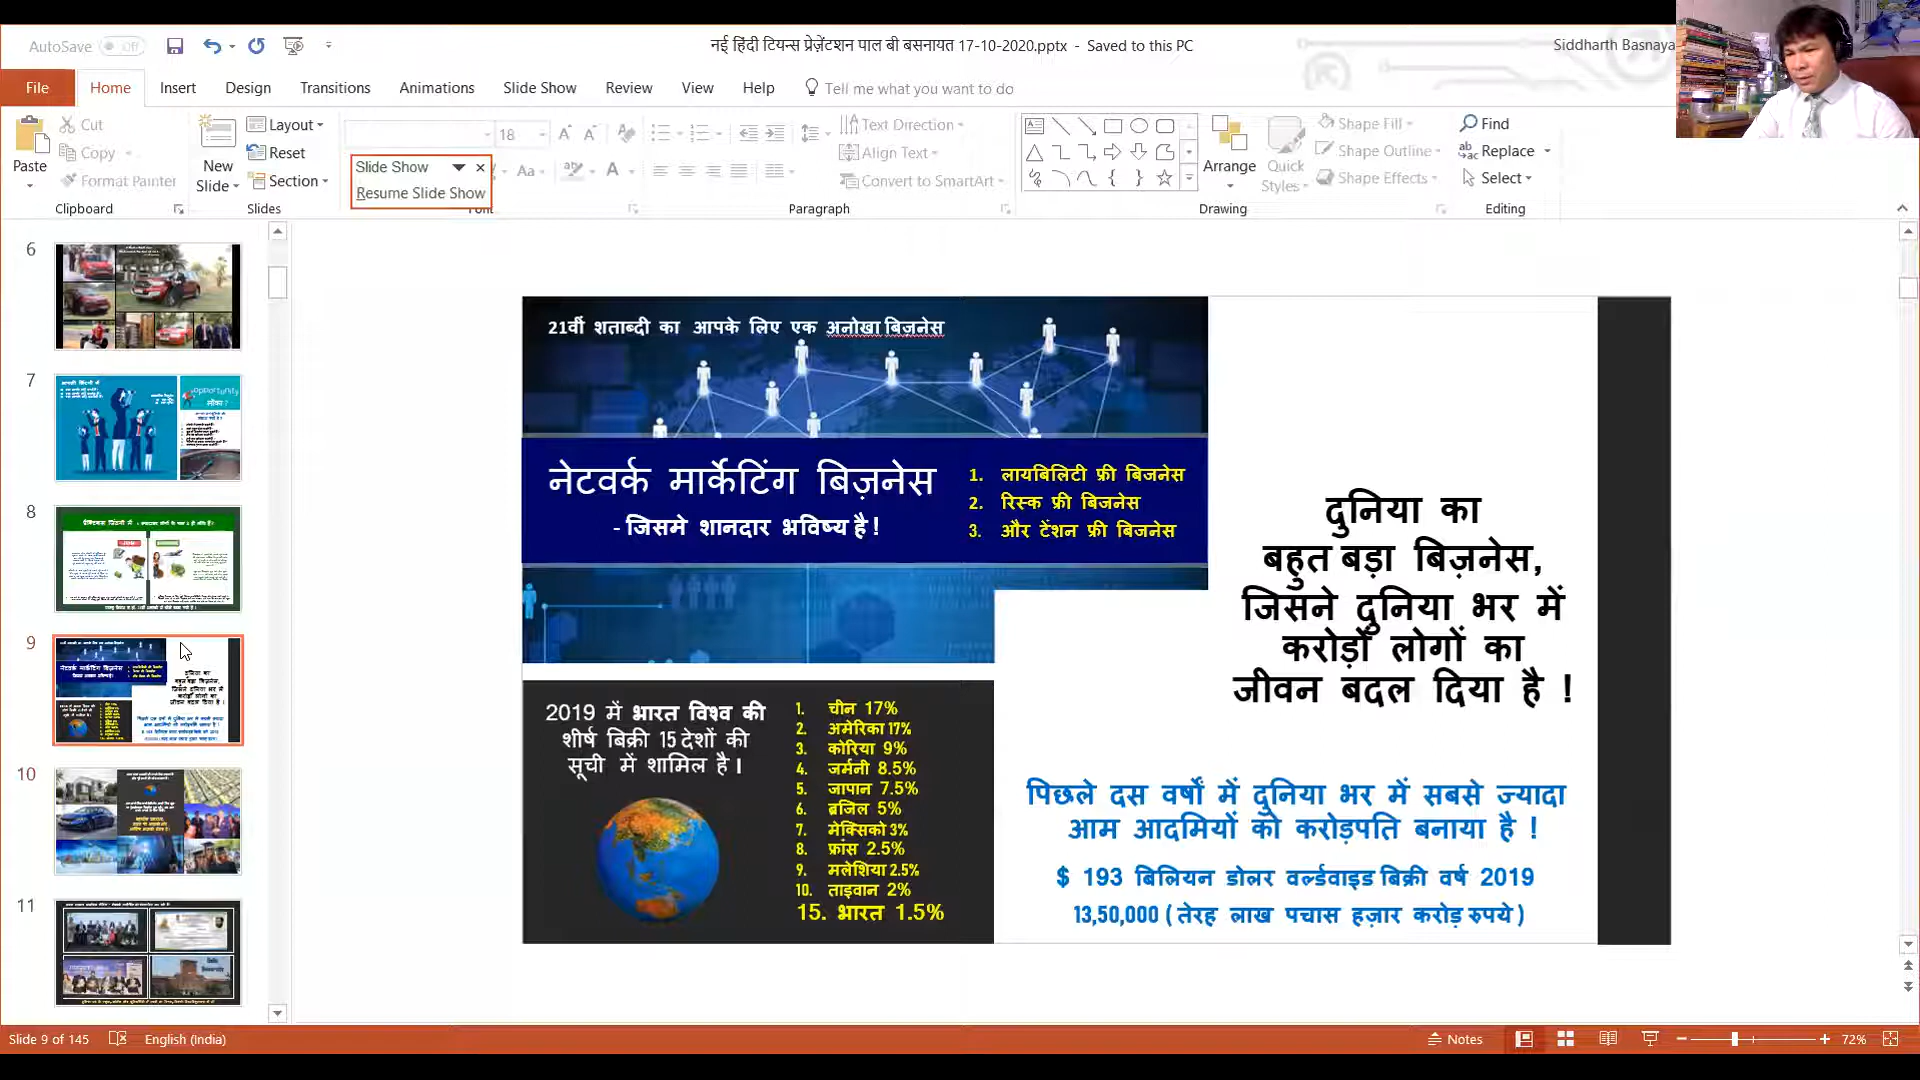 AutoSave Off
नई हिंदी टियन्स प्रेज़ेंटशन पाल बी बसनायत 17-10-2020.pptx - Saved to this PC
Siddharth Basnaya
File Home Insert Design Transitions Animations Slide Show Review View Help Tell me what you want to do
Paste
Cut
Copy
Format Painter
Clipboard
New Slide
Layout
Reset
Section
Slides
18
Aa
A
Slide Show
Resume Slide Show
Paragraph
Text Direction
Align Text
Convert to SmartArt
Arrange
Quick Styles
Shape Fill
Shape Outline
Shape Effects
Drawing
Find
Replace
Select
Editing
6
7
8
9
10
11
21वीं शताब्दी का आपके लिए एक अनोखा बिज़नेस
नेटवर्क मार्केटिंग बिज़नेस
- जिसमे शानदार भविष्य है !
1. लायबिलिटी फ्री बिजनेस
2. रिस्क फ्री बिजनेस
3. और टेंशन फ्री बिजनेस
दुनिया का
बहुत बड़ा बिज़नेस,
जिसने दुनिया भर में
करोड़ों लोगों का
जीवन बदल दिया है !
2019 में भारत विश्व की
शीर्ष बिक्री 15 देशों की
सूची में शामिल है l
1. चीन 17%
2. अमेरिका 17%
3. कोरिया 9%
4. जर्मनी 8.5%
5. जापान 7.5%
6. ब्रजिल 5%
7. मेक्सिको 3%
8. फ्रांस 2.5%
9. मलेशिया 2.5%
10. ताइवान 2%
15. भारत 1.5%
पिछले दस वर्षों में दुनिया भर में सबसे ज्यादा
आम आदमियों को करोड़पति बनाया है !
$ 193 बिलियन डोलर वर्ल्डवाइड बिक्री वर्ष 2019
13,50,000 ( तेरह लाख पचास हज़ार करोड़ रुपये )
Slide 9 of 145 English (India)
Notes
72%